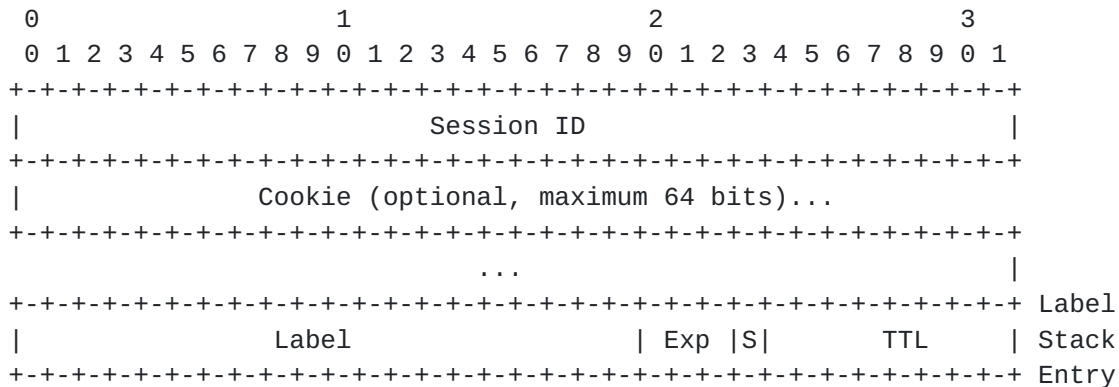 0                   1                   2                   3
 0 1 2 3 4 5 6 7 8 9 0 1 2 3 4 5 6 7 8 9 0 1 2 3 4 5 6 7 8 9 0 1
+-+-+-+-+-+-+-+-+-+-+-+-+-+-+-+-+-+-+-+-+-+-+-+-+-+-+-+-+-+-+-+-+
|                          Session ID                           |
+-+-+-+-+-+-+-+-+-+-+-+-+-+-+-+-+-+-+-+-+-+-+-+-+-+-+-+-+-+-+-+-+
|               Cookie (optional, maximum 64 bits)...
+-+-+-+-+-+-+-+-+-+-+-+-+-+-+-+-+-+-+-+-+-+-+-+-+-+-+-+-+-+-+-+-+
                              ...                               |
+-+-+-+-+-+-+-+-+-+-+-+-+-+-+-+-+-+-+-+-+-+-+-+-+-+-+-+-+-+-+-+-+ Label
|                Label                  | Exp |S|       TTL     | Stack
+-+-+-+-+-+-+-+-+-+-+-+-+-+-+-+-+-+-+-+-+-+-+-+-+-+-+-+-+-+-+-+-+ Entry